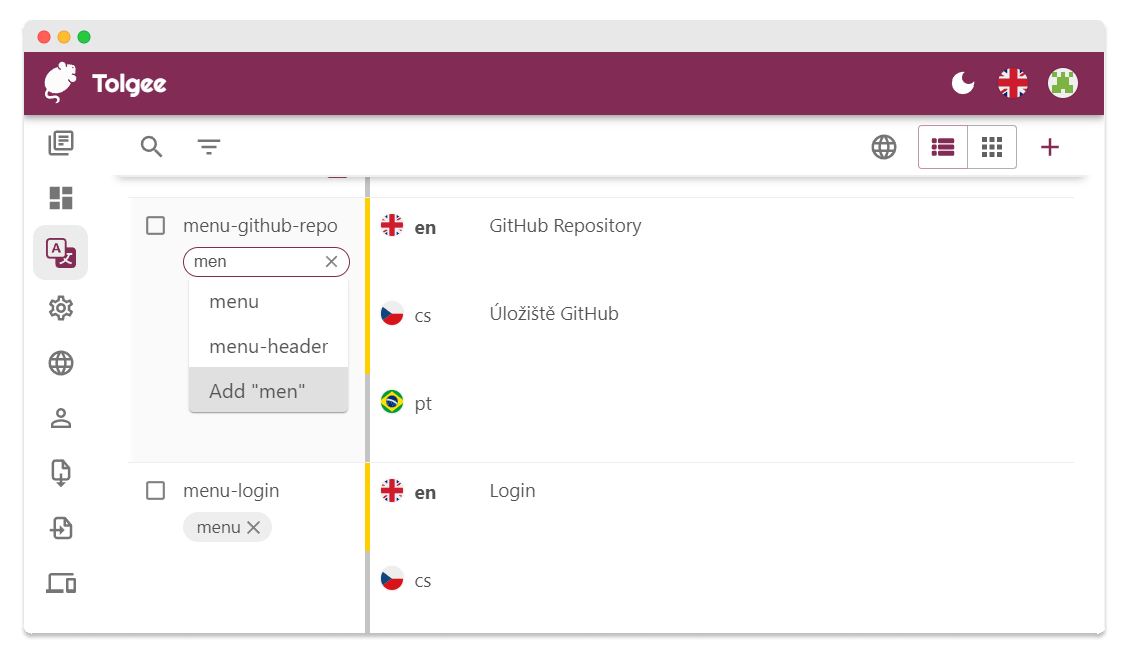 Tolgee
menu-github-repo
en
GitHub Repository
men
menu
menu-header
Add "men"
cs
Úložiště GitHub
pt
menu-login
en
Login
menu
cs